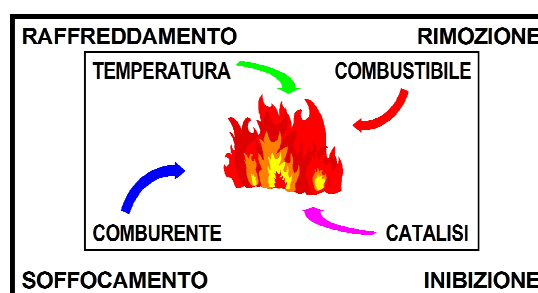 RAFFREDDAMENTO RIMOZIONE
TEMPERATURA COMBUSTIBILE
COMBURENTE CATALISI
SOFFOCAMENTO INIBIZIONE